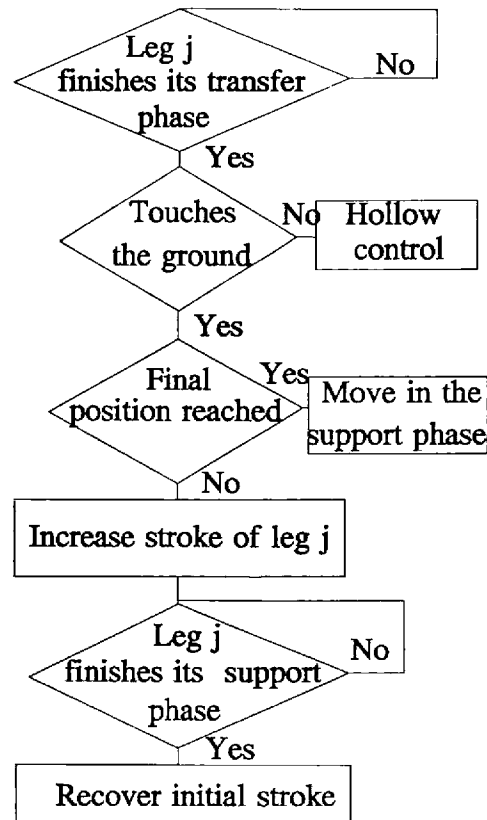 Leg j
finishes its transfer
phase
No
Yes
Touches
the ground
No
Hollow
control
Yes
Final
position reached
Yes
Move in the
support phase
No
Increase stroke of leg j
Leg j
finishes its support
phase
No
Yes
Recover initial stroke